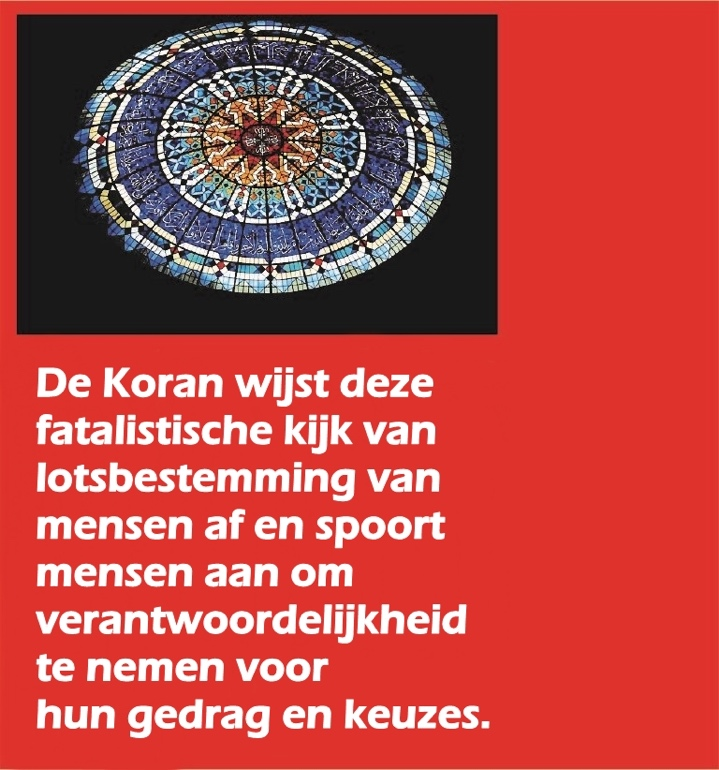 De Koran wijst deze
fatalistische kijk van
lotsbestemming van
mensen af en spoort
mensen aan om
verantwoordelijkheid
te nemen voor
hun gedrag en keuzes.